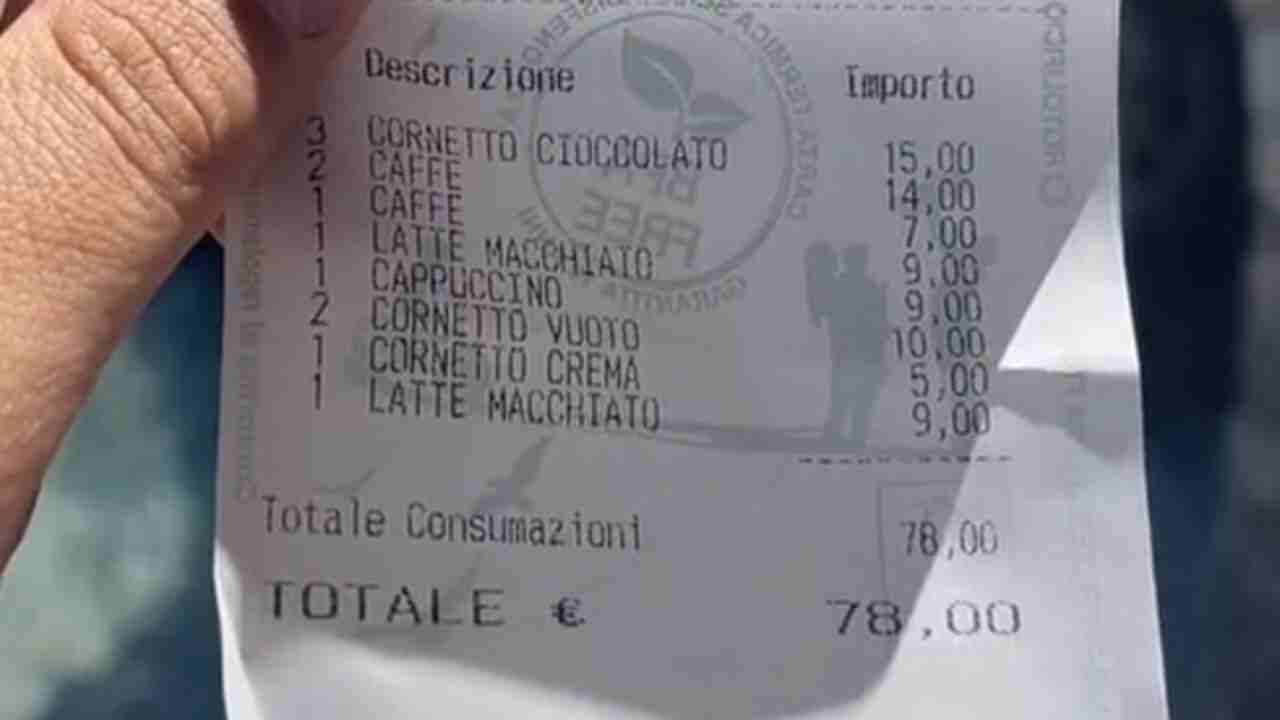 Descrizione Importo
3 CORNETTO CIOCCOLATO 15,00
2 CAFFE 14,00
1 CAFFE 7,00
1 LATTE MACCHIATO 9,00
1 CAPPUCCINO 9,00
2 CORNETTO VUOTO 10,00
1 CORNETTO CREMA 5,00
1 LATTE MACCHIATO 9,00
Totale Consumazioni 78,00
TOTALE € 78,00
FREE